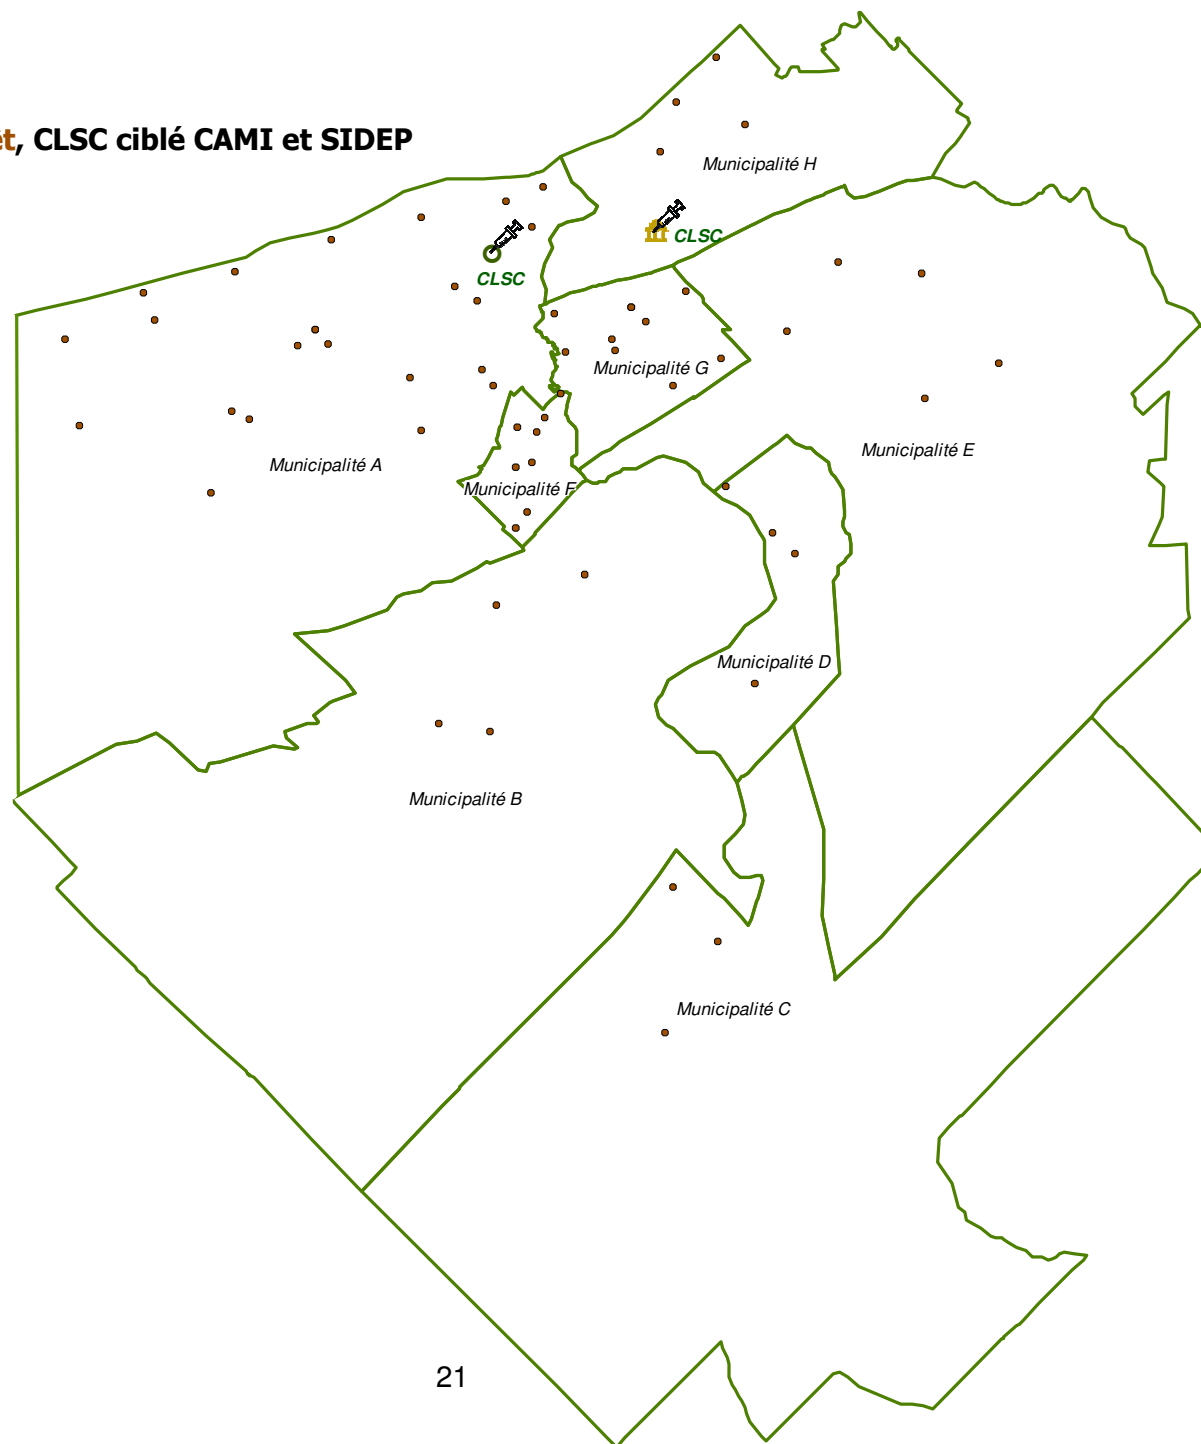 , CLSC ciblé CAMI et SIDEP
Municipalité H
CLSC
CLSC
Municipalité G
Municipalité E
Municipalité A
Municipalité F
Municipalité D
Municipalité B
Municipalité C
21